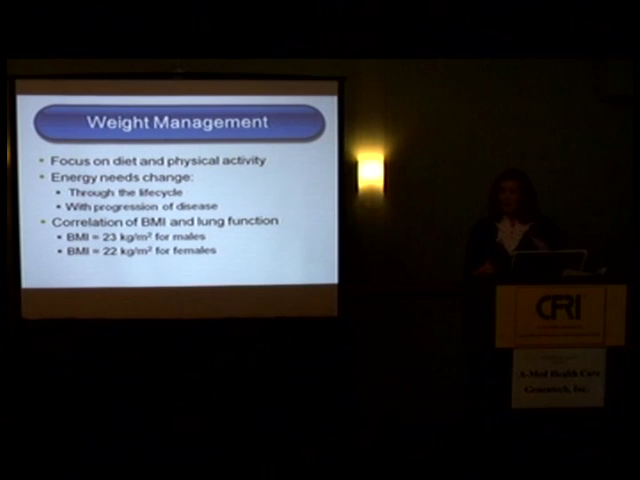 Weight Management
• Focus on diet and physical activity
• Energy needs change:
• Through the lifecycle
• With progression of disease
• Correlation of BMI and lung function
• BMI = 23 kg/m² for males
• BMI = 22 kg/m² for females
CFRI
A-Med Health Care
Genentech, Inc.